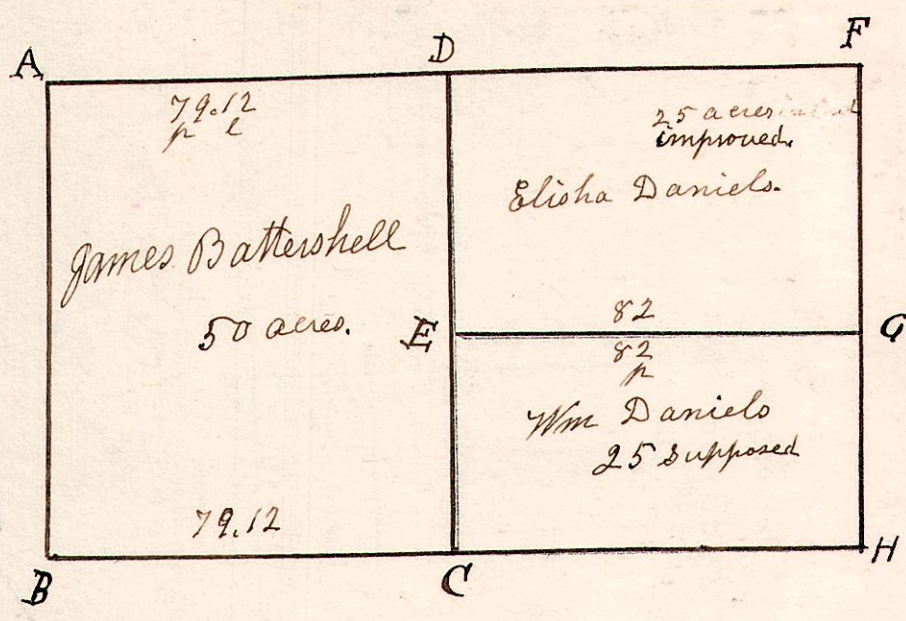 A
D
F
79.12
p l
25 acres
improved.
Elisha Daniels.
James Battershell
50 acres.
E
82
G
82
p
Wm Daniels
25 Supposed
79.12
B
C
H